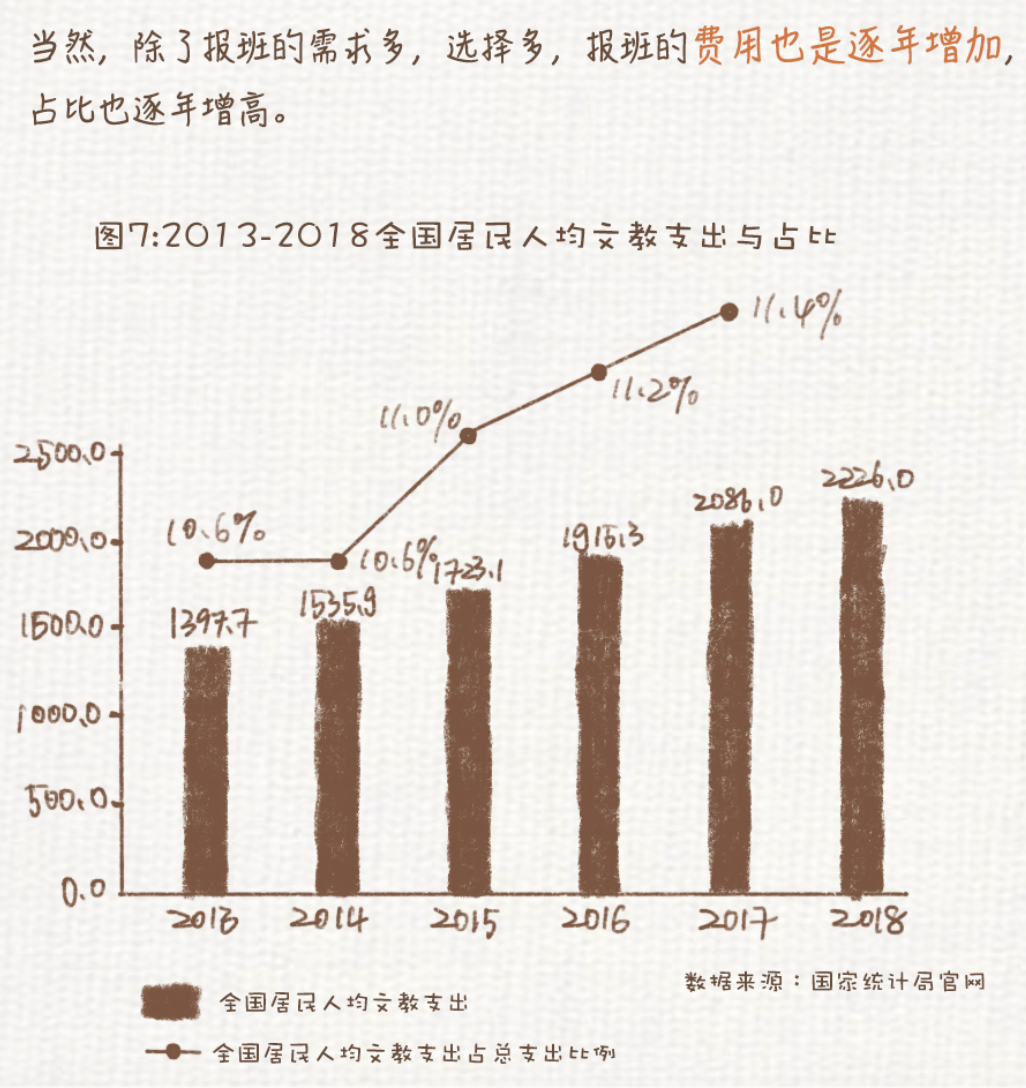 当然，除了报班的需求多，选择多，报班的费用也是逐年增加，
占比也逐年增高。
图7:2013-2018全国居民人均文教支出与占比
11.4%
11.2%
11.0%
2500.0
2226.0
2086.0
10.6%
2000.0
1915.3
10.6%
1723.1
1535.9
1500.0
1397.7
1000.0
500.0
0.0
2013 2014 2015 2016 2017 2018
数据来源：国家统计局官网
全国居民人均文教支出
全国居民人均文教支出占总支出比例